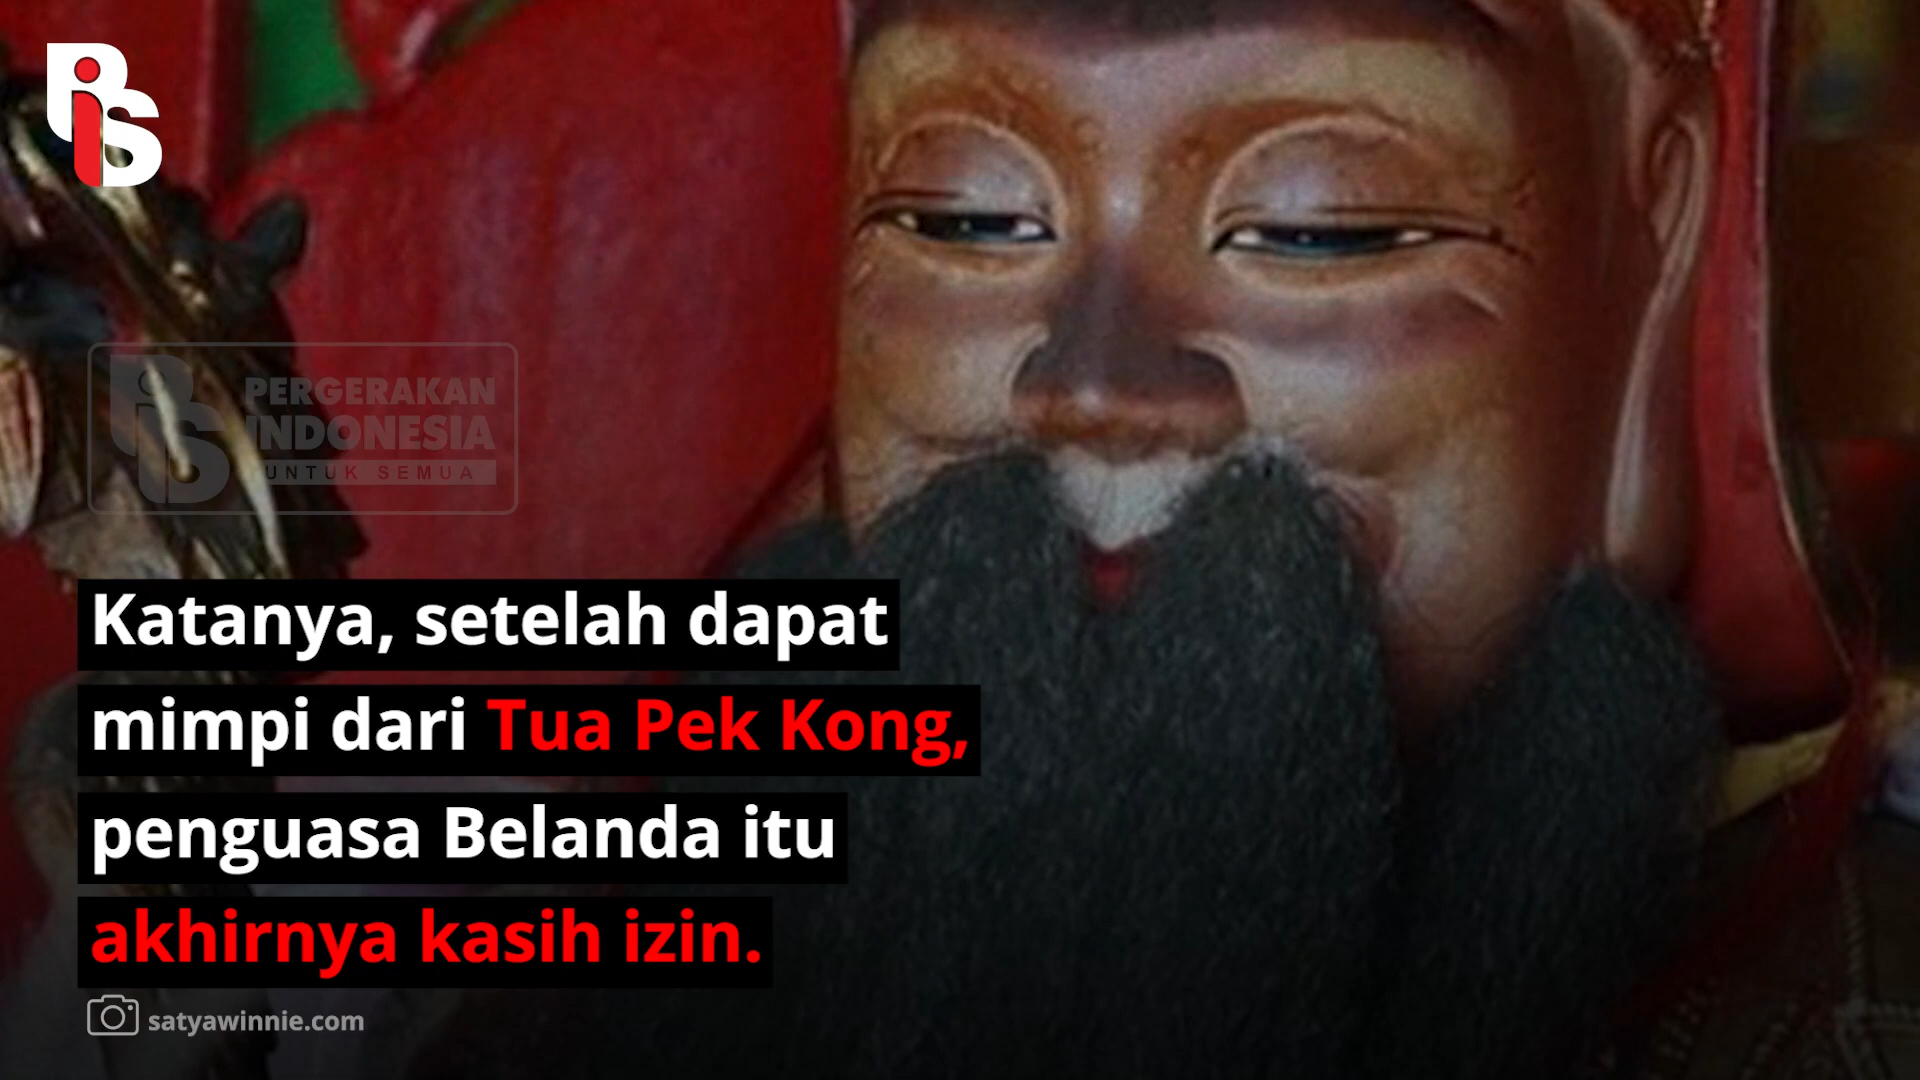 PiS
PERGERAKAN
INDONESIA
UNTUK SEMUA
Katanya, setelah dapat
mimpi dari Tua Pek Kong,
penguasa Belanda itu
akhirnya kasih izin.
satyawinnie.com